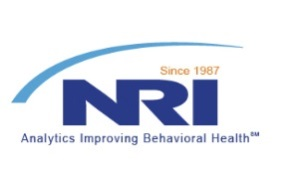 Since 1987
NRI
Analytics Improving Behavioral Health℠